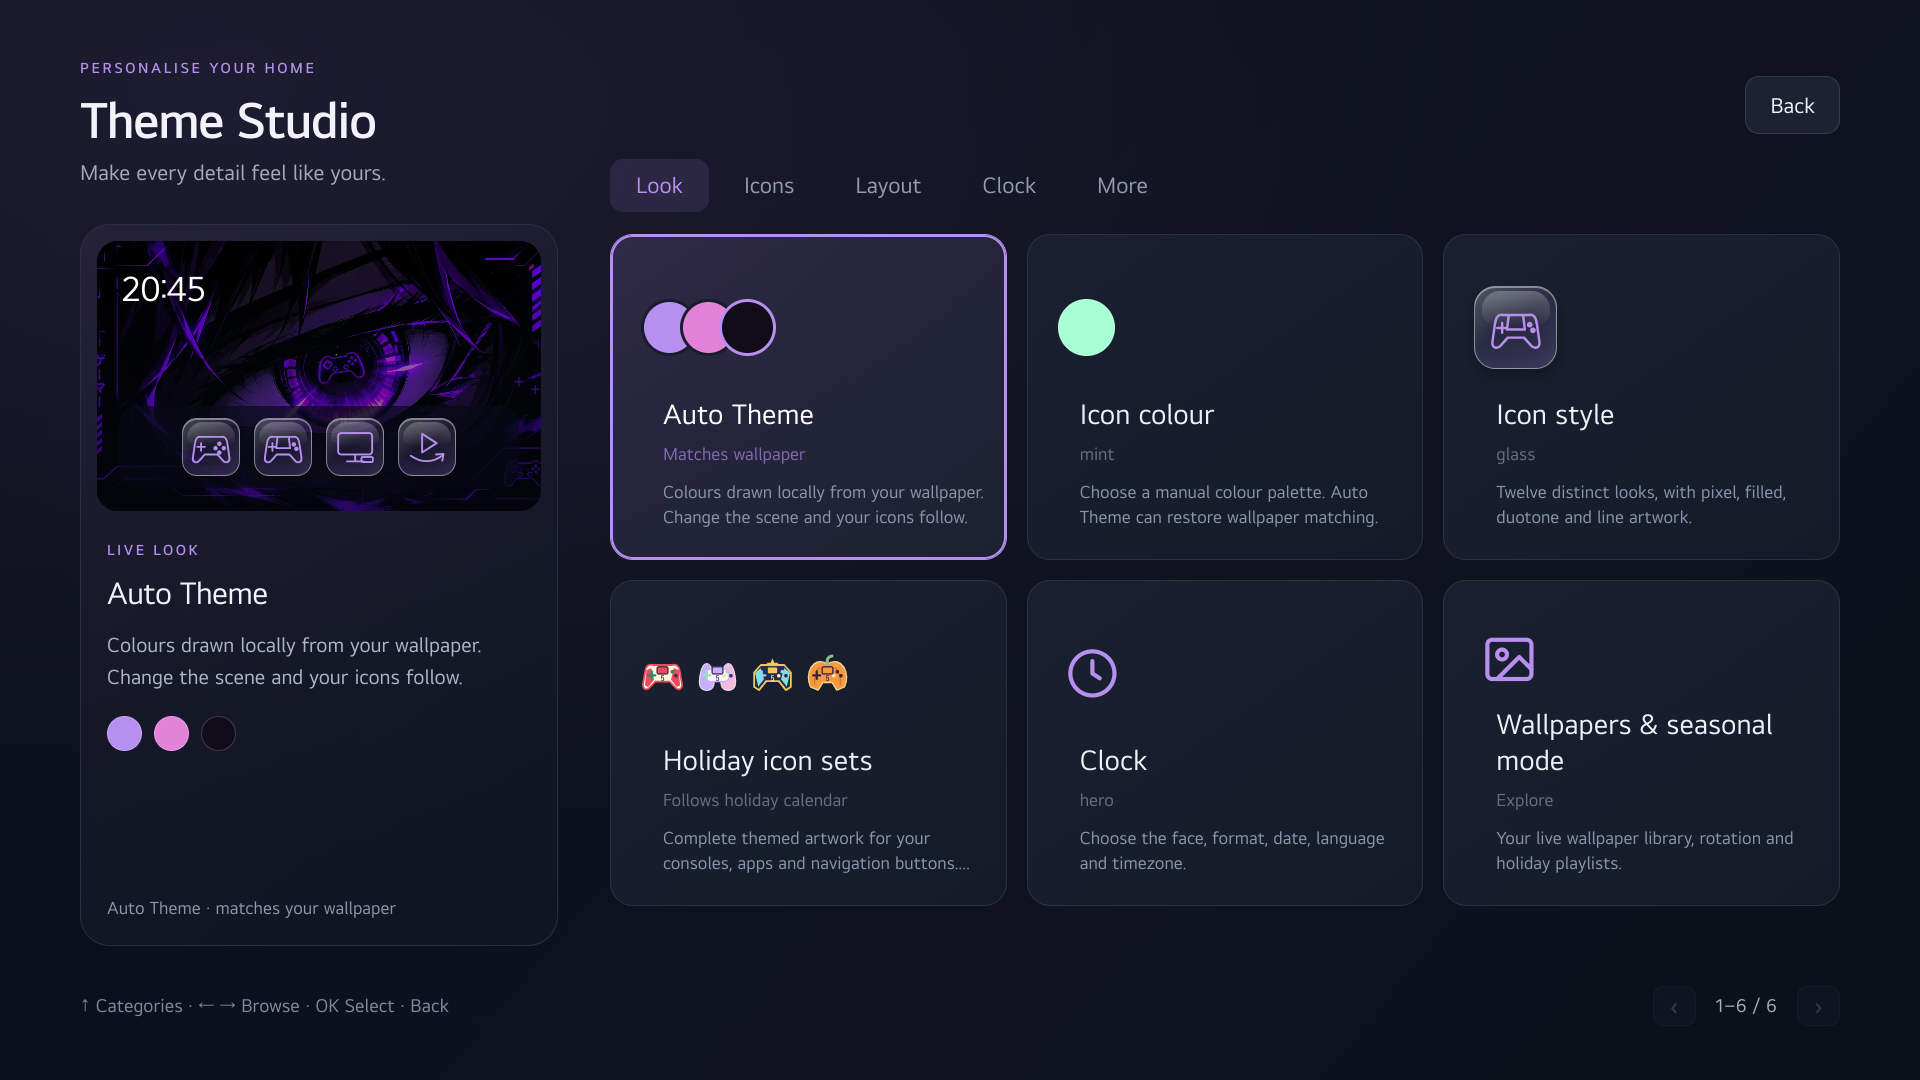 PERSONALISE YOUR HOME
Theme Studio
Make every detail feel like yours.
Back
Look
Icons
Layout
Clock
More
20:45
LIVE LOOK
Auto Theme
Colours drawn locally from your wallpaper.
Change the scene and your icons follow.
Auto Theme · matches your wallpaper
Auto Theme
Matches wallpaper
Colours drawn locally from your wallpaper.
Change the scene and your icons follow.
Icon colour
mint
Choose a manual colour palette. Auto
Theme can restore wallpaper matching.
Icon style
glass
Twelve distinct looks, with pixel, filled,
duotone and line artwork.
Holiday icon sets
Follows holiday calendar
Complete themed artwork for your
consoles, apps and navigation buttons....
Clock
hero
Choose the face, format, date, language
and timezone.
Wallpapers & seasonal
mode
Explore
Your live wallpaper library, rotation and
holiday playlists.
↑ Categories · ← → Browse · OK Select · Back
‹ 1–6 / 6 ›